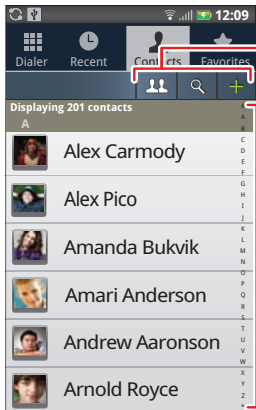 12:09
Dialer Recent Contacts Favorites
Displaying 201 contacts
A
Alex Carmody
Alex Pico
Amanda Bukvik
Amari Anderson
Andrew Aaronson
Arnold Royce
#
A
B
C
D
E
F
G
H
I
J
K
L
M
N
O
P
Q
R
S
T
U
V
W
X
Y
Z
*